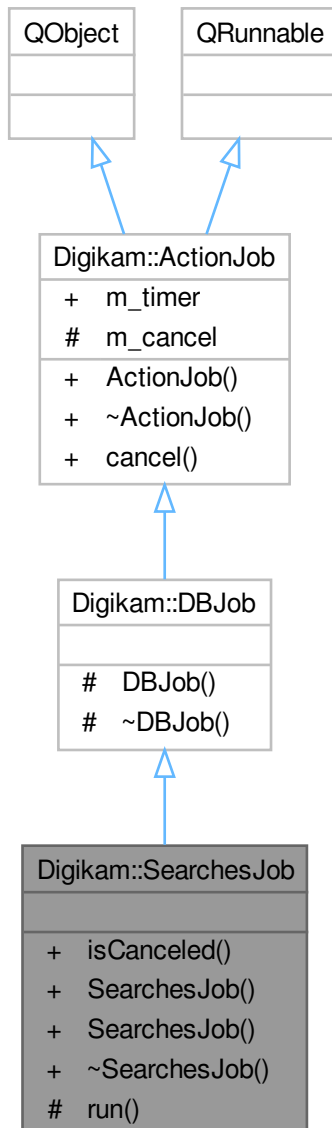 QObject
QRunnable
Digikam::ActionJob
+ m_timer
# m_cancel
+ ActionJob()
+ ~ActionJob()
+ cancel()
Digikam::DBJob
# DBJob()
# ~DBJob()
Digikam::SearchesJob
+ isCanceled()
+ SearchesJob()
+ SearchesJob()
+ ~SearchesJob()
# run()